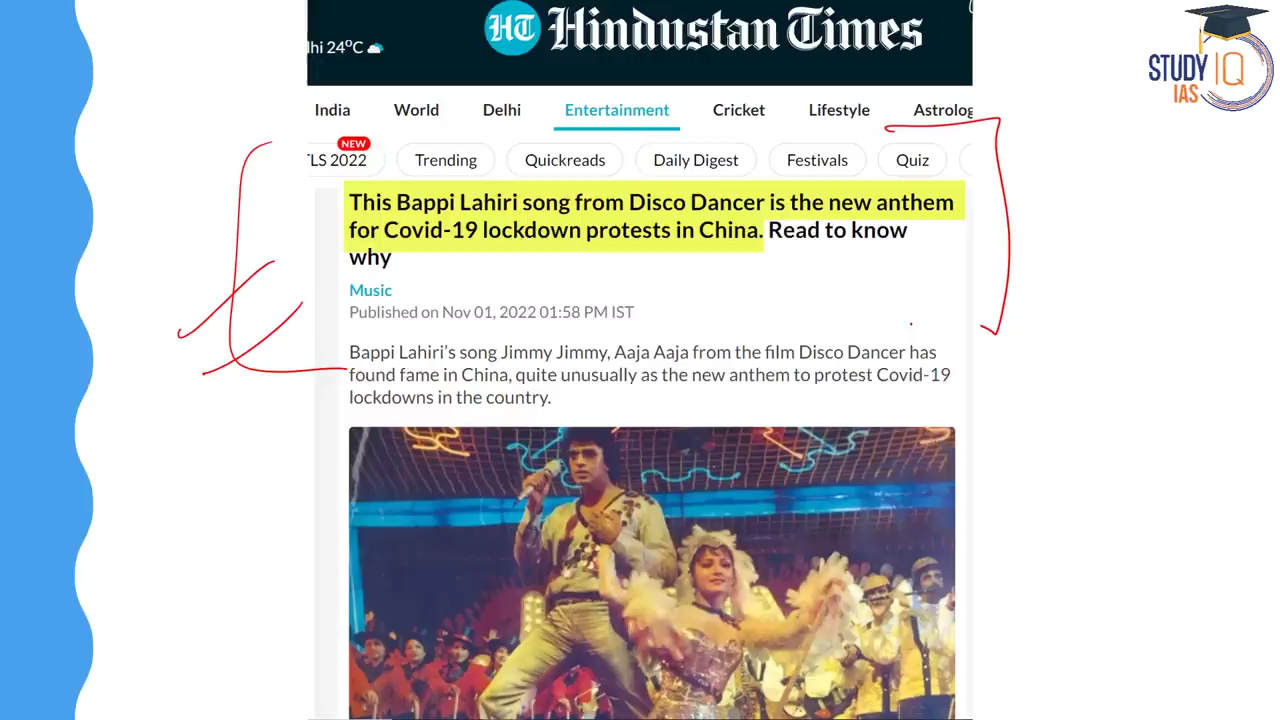 HT Hindustan Times
lhi 24°C
STUDY IQ
IAS
India World Delhi Entertainment Cricket Lifestyle Astrolog
NEW
TLS 2022 Trending Quickreads Daily Digest Festivals Quiz
This Bappi Lahiri song from Disco Dancer is the new anthem
for Covid-19 lockdown protests in China. Read to know
why
Music
Published on Nov 01, 2022 01:58 PM IST
Bappi Lahiri's song Jimmy Jimmy, Aaja Aaja from the film Disco Dancer has
found fame in China, quite unusually as the new anthem to protest Covid-19
lockdowns in the country.